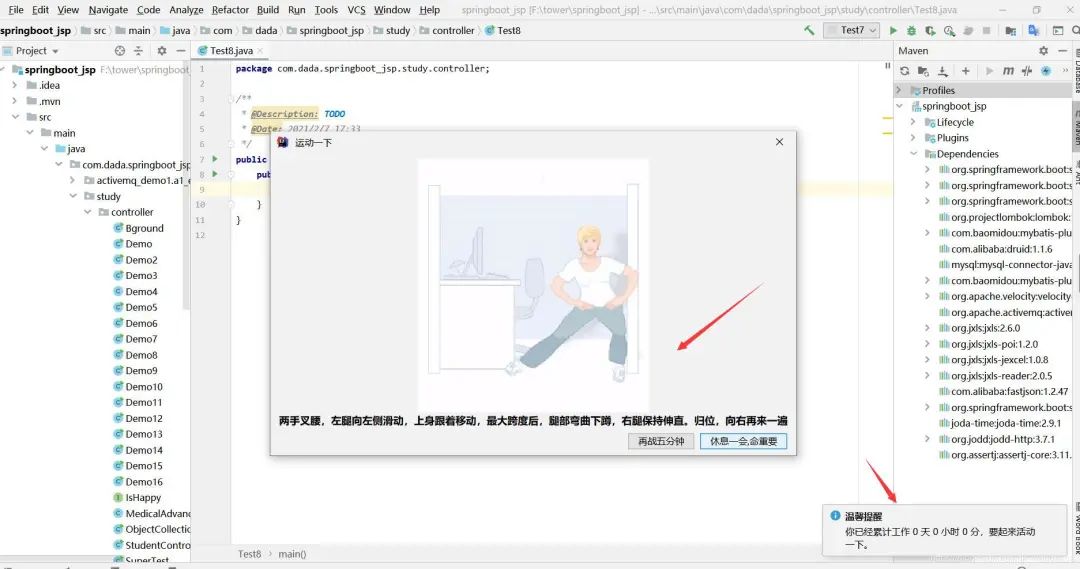 File Edit View Navigate Code Analyze Refactor Build Run Tools VCS Window Help springboot_jsp [F:\tower\springboot_jsp] - ...\src\main\java\com\dada\springboot_jsp\study\controller\Test8.java
springboot_jsp src main java com dada springboot_jsp study controller Test8 Test7
Project
Test8.java
Maven
springboot_jsp F:\tower\springboot
.idea
.mvn
src
main
java
com.dada.springboot_jsp
activemq_demo1.a1_e
study
controller
Bground
Demo
Demo2
Demo3
Demo4
Demo5
Demo6
Demo7
Demo8
Demo9
Demo10
Demo11
Demo12
Demo13
Demo14
Demo15
Demo16
IsHappy
MedicalAdvanc
ObjectCollectio
StudentContro
SuperTest
1 package com.dada.springboot_jsp.study.controller;
2
3 /**
4 * @Description: TODO
5 * @Date: 2021/2/7 17:33
6 */
7 public
8 pub
9
10 }
11 }
12
运动一下
两手叉腰，左腿向左侧滑动，上身跟着移动，最大跨度后，腿部弯曲下蹲，右腿保持伸直。归位，向右再来一遍
再战五分钟 休息一会,命重要
Profiles
springboot_jsp
Lifecycle
Plugins
Dependencies
org.springframework.boot:s
org.springframework.boot:s
org.springframework.boot:s
org.projectlombok:lombok:
com.baomidou:mybatis-plu
com.alibaba:druid:1.1.6
mysql:mysql-connector-java
com.baomidou:mybatis-plu
org.apache.velocity:velocity
org.apache.activemq:active
org.jxls:jxls:2.6.0
org.jxls:jxls-poi:1.2.0
org.jxls:jxls-jexcel:1.0.8
org.jxls:jxls-reader:2.0.5
com.alibaba:fastjson:1.2.47
org.springframework.boot:s
joda-time:joda-time:2.9.1
org.jodd:jodd-http:3.7.1
org.assertj:assertj-core:3.11.
Database
Maven
Ant
Word Book
温馨提醒
你已经累计工作 0 天 0 小时 0 分，要起来活动
一下。
Test8 main()